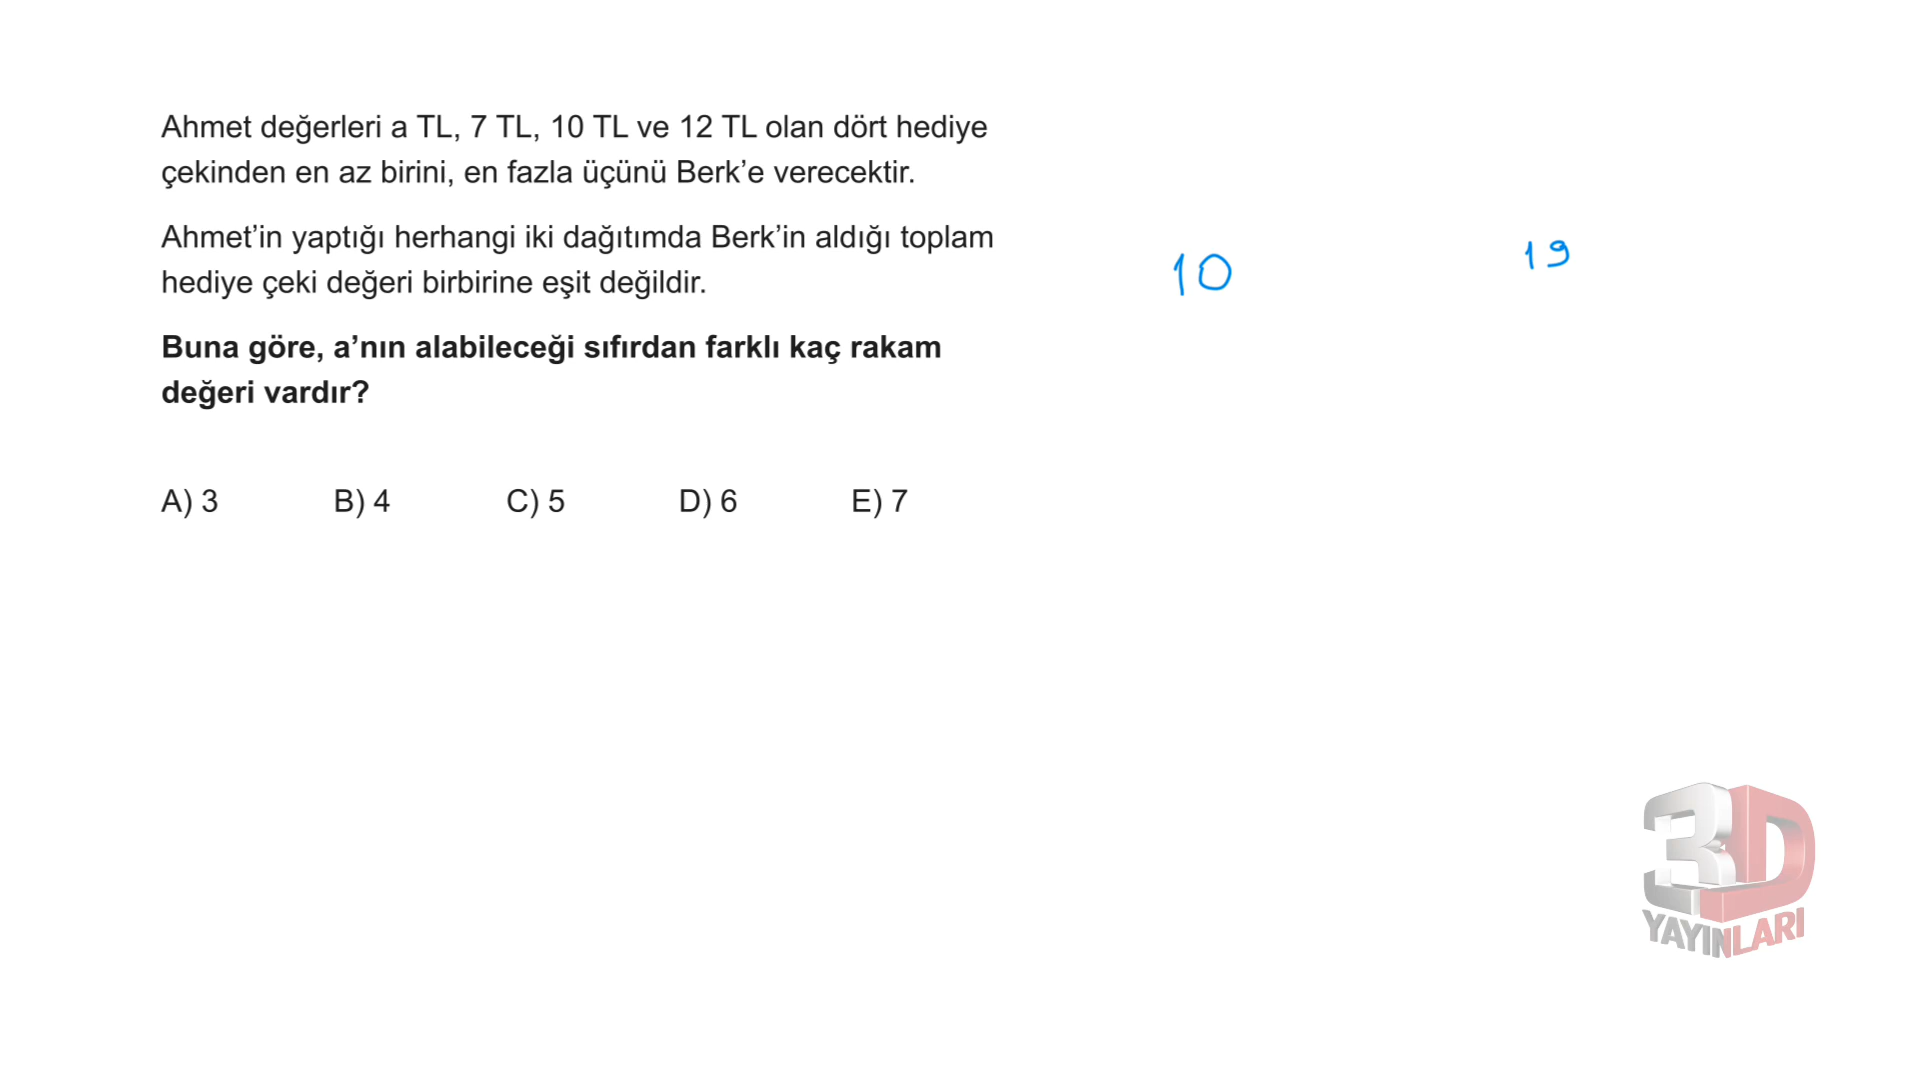 Ahmet değerleri a TL, 7 TL, 10 TL ve 12 TL olan dört hediye
çekinden en az birini, en fazla üçünü Berk’e verecektir.
Ahmet’in yaptığı herhangi iki dağıtımda Berk’in aldığı toplam
hediye çeki değeri birbirine eşit değildir.
10
19
Buna göre, a’nın alabileceği sıfırdan farklı kaç rakam
değeri vardır?
A) 3 B) 4 C) 5 D) 6 E) 7
3D
YAYINLARI